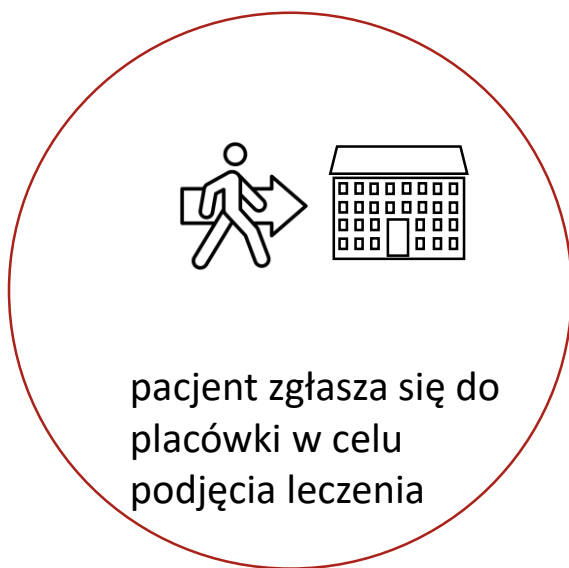 pacjent zgłasza się do
placówki w celu
podjęcia leczenia